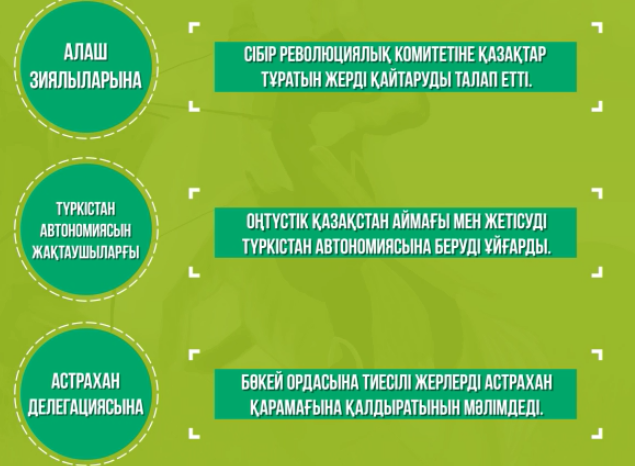 АЛАШ
ЗИЯЛЫЛАРЫНА
СІБІР РЕВОЛЮЦИЯЛЫҚ КОМИТЕТІНЕ ҚАЗАҚТАР
ТҰРАТЫН ЖЕРДІ ҚАЙТАРУДЫ ТАЛАП ЕТТІ.
ТҮРКІСТАН
АВТОНОМИЯСЫН
ЖАҚТАУШЫЛАРҒЫ
ОҢТҮСТІК ҚАЗАҚСТАН АЙМАҒЫ МЕН ЖЕТІСУДІ
ТҮРКІСТАН АВТОНОМИЯСЫНА БЕРУДІ ҰЙҒАРДЫ.
АСТРАХАН
ДЕЛЕГАЦИЯСЫНА
БӨКЕЙ ОРДАСЫНА ТИЕСІЛІ ЖЕРЛЕРДІ АСТРАХАН
ҚАРАМАҒЫНА ҚАЛДЫРАТЫНЫН МӘЛІМДЕДІ.